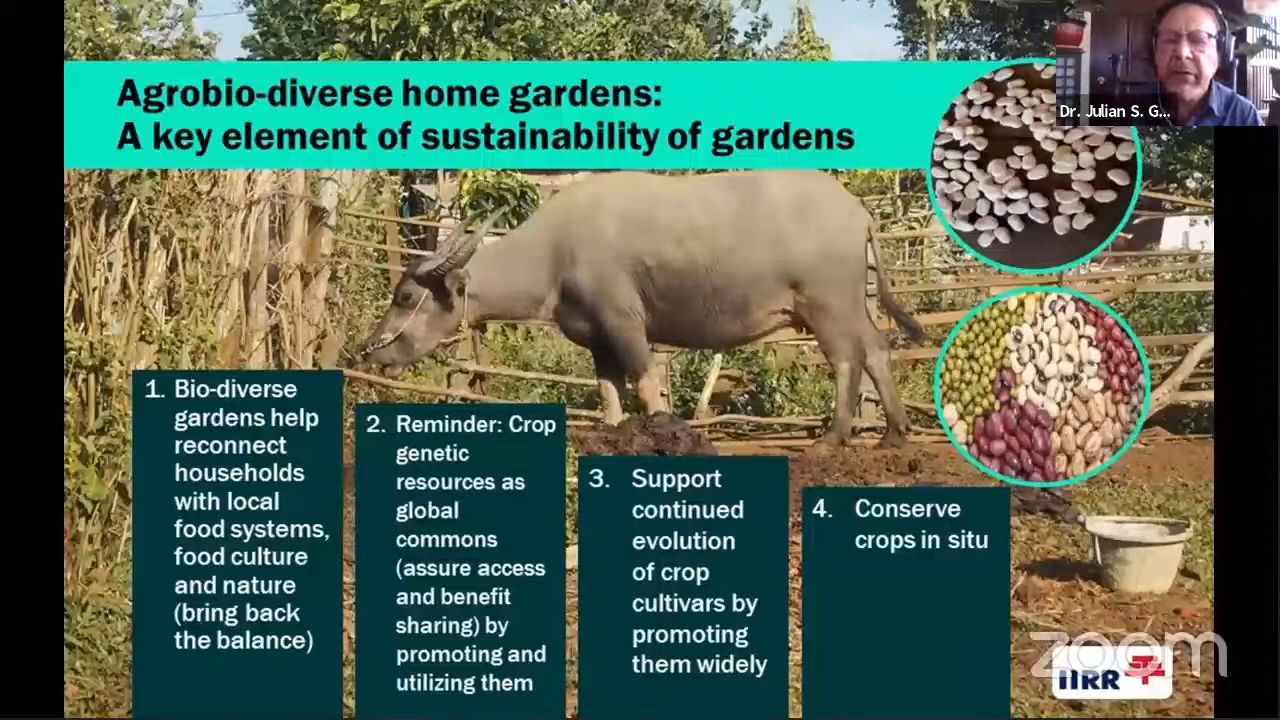 Agrobio-diverse home gardens:
A key element of sustainability of gardens
Dr. Julian S. G...
1. Bio-diverse
gardens help
reconnect
households
with local
food systems,
food culture
and nature
(bring back
the balance)
2. Reminder: Crop
genetic
resources as
global
commons
(assure access
and benefit
sharing) by
promoting and
utilizing them
3. Support
continued
evolution
of crop
cultivars by
promoting
them widely
4. Conserve
crops in situ
zoom
IIRR